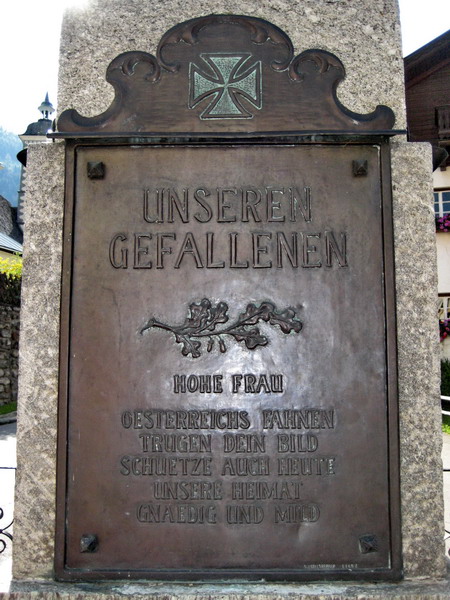 UNSEREN
GEFALLENEN
HOHE FRAU
OESTERREICHS FAHNEN
TRUGEN DEIN BILD
SCHUETZE AUCH HEUTE
UNSERE HEIMAT
GNAEDIG UND MILD